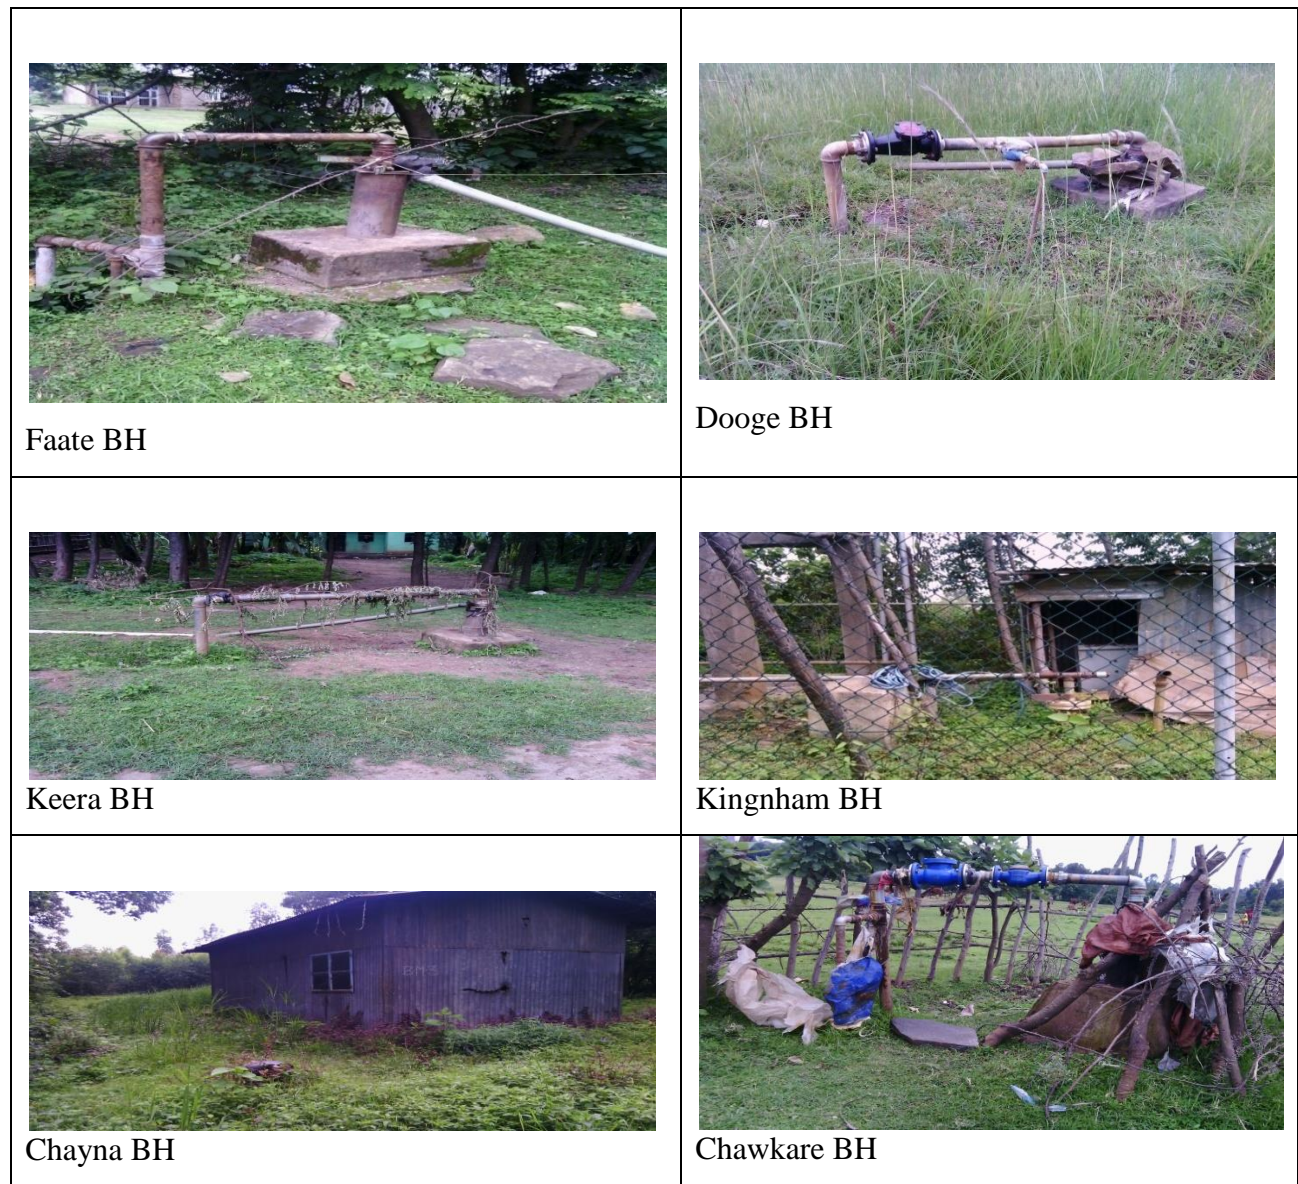 Faate BH
Dooge BH
Keera BH
Kingnham BH
Chayna BH
Chawkare BH